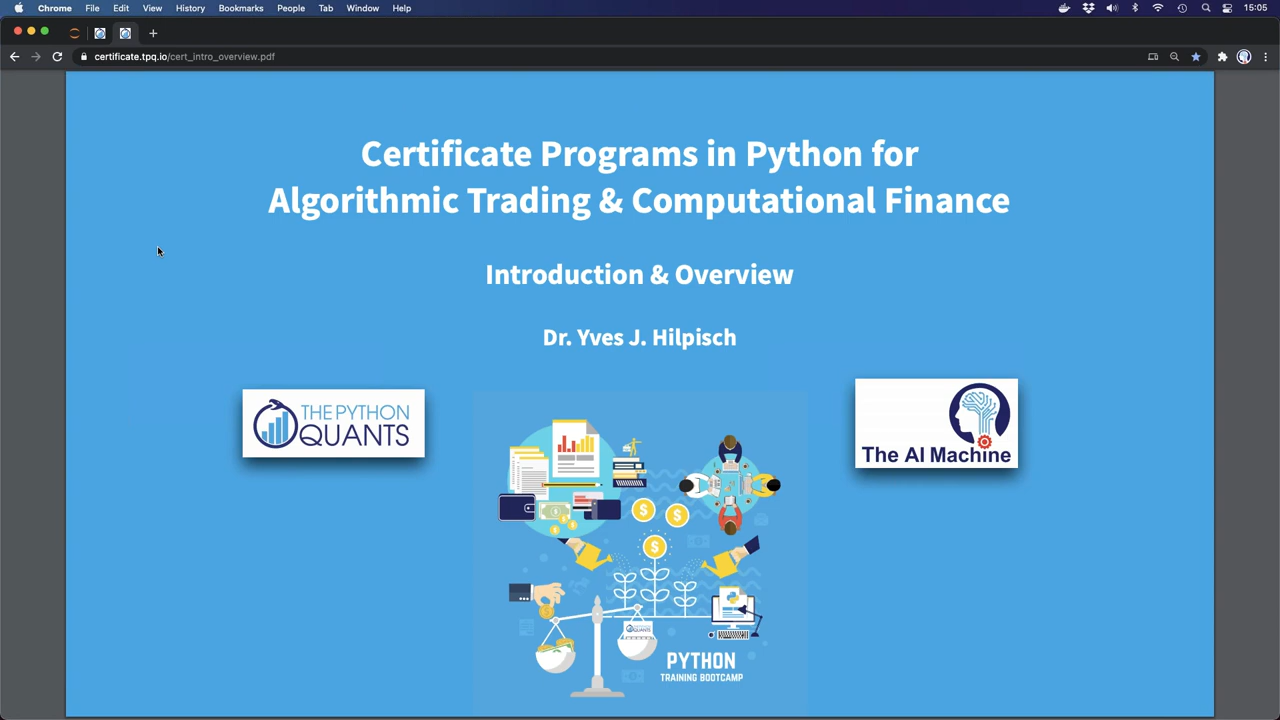 Chrome File Edit View History Bookmarks People Tab Window Help 15:05
certificate.tpq.io/cert_intro_overview.pdf
Certificate Programs in Python for
Algorithmic Trading & Computational Finance
Introduction & Overview
Dr. Yves J. Hilpisch
THE PYTHON
QUANTS
The AI Machine
PYTHON
TRAINING BOOTCAMP